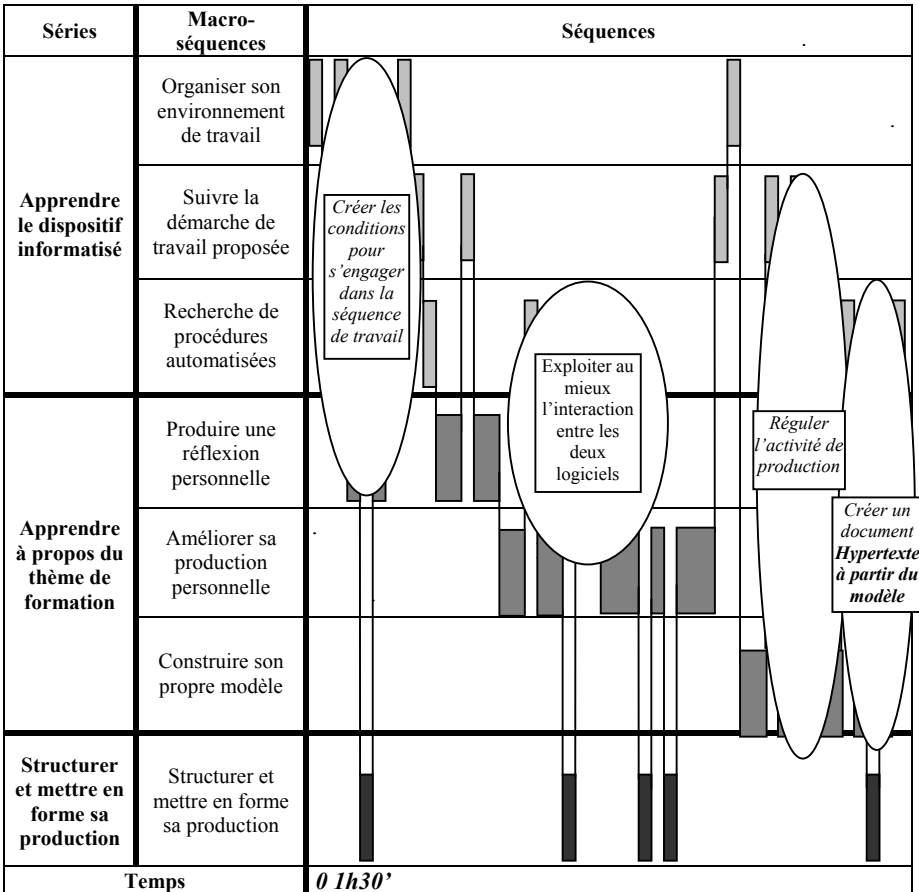 Séries
Macro-
séquences
Séquences
Apprendre
le dispositif
informatisé
Organiser son
environnement
de travail
Suivre la
démarche de
travail proposée
Recherche de
procédures
automatisées
Créer les
conditions
pour
s’engager
dans la
séquence
de travail
Exploiter au
mieux
l’interaction
entre les
deux
logiciels
Réguler
l’activité de
production
Créer un
document
Hypertexte
à partir du
modèle
Apprendre
à propos du
thème de
formation
Produire une
réflexion
personnelle
Améliorer sa
production
personnelle
Construire son
propre modèle
Structurer
et mettre en
forme sa
production
Structurer et
mettre en forme
sa production
Temps
0 1h30’